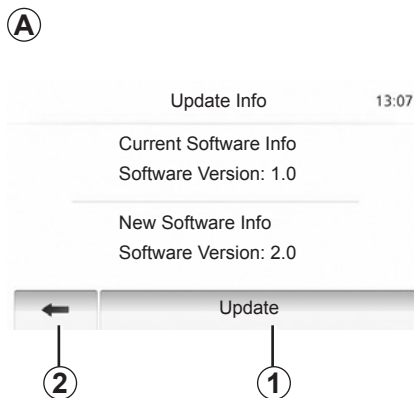 A
Update Info 13:07
Current Software Info
Software Version: 1.0
New Software Info
Software Version: 2.0
Update
2 1